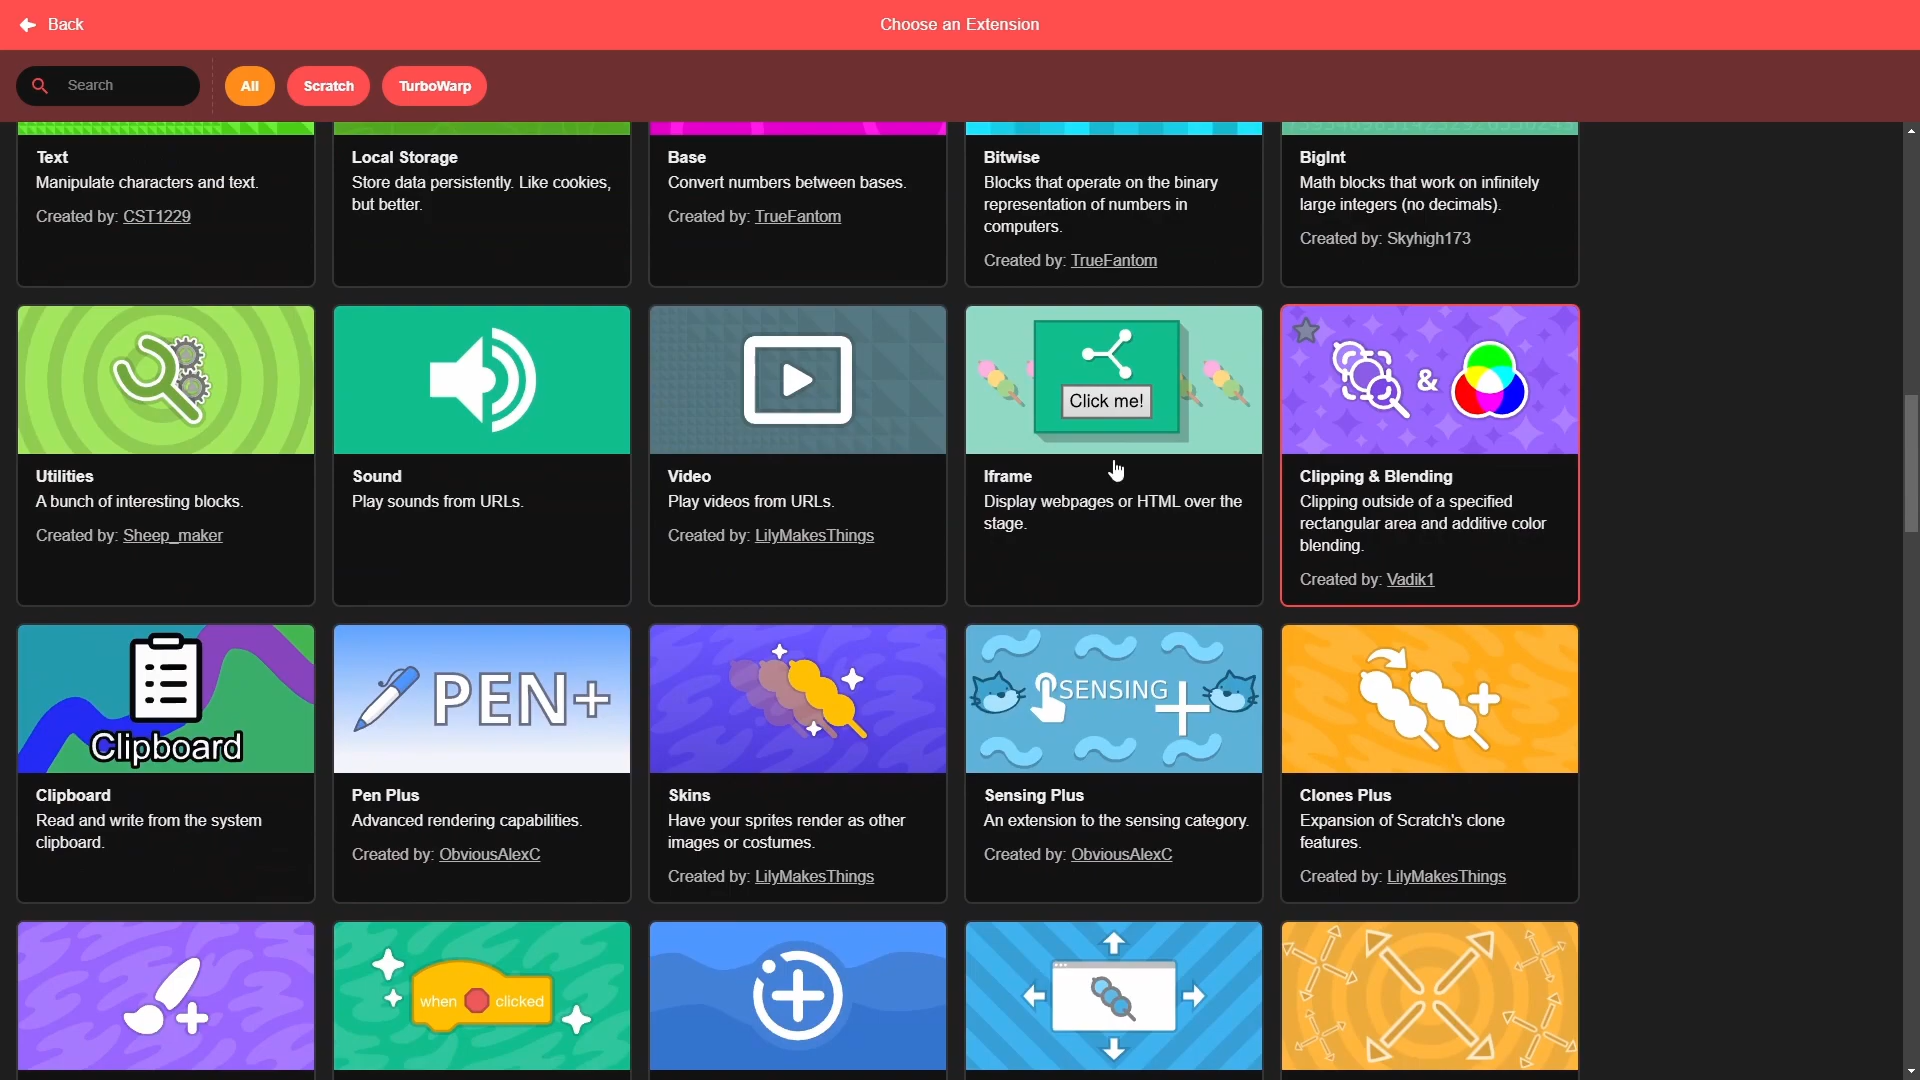 Back
Choose an Extension
Search
All
Scratch
TurboWarp
Text
Manipulate characters and text.
Created by: CST1229
Local Storage
Store data persistently. Like cookies,
but better.
Base
Convert numbers between bases.
Created by: TrueFantom
Bitwise
Blocks that operate on the binary
representation of numbers in
computers.
Created by: TrueFantom
BigInt
Math blocks that work on infinitely
large integers (no decimals).
Created by: Skyhigh173
Utilities
A bunch of interesting blocks.
Created by: Sheep_maker
Sound
Play sounds from URLs.
Video
Play videos from URLs.
Created by: LilyMakesThings
Click me!
Iframe
Display webpages or HTML over the
stage.
&
Clipping & Blending
Clipping outside of a specified
rectangular area and additive color
blending.
Created by: Vadik1
Clipboard
Clipboard
Read and write from the system
clipboard.
PEN+
Pen Plus
Advanced rendering capabilities.
Created by: ObviousAlexC
Skins
Have your sprites render as other
images or costumes.
Created by: LilyMakesThings
SENSING
Sensing Plus
An extension to the sensing category.
Created by: ObviousAlexC
Clones Plus
Expansion of Scratch's clone
features.
Created by: LilyMakesThings
when clicked